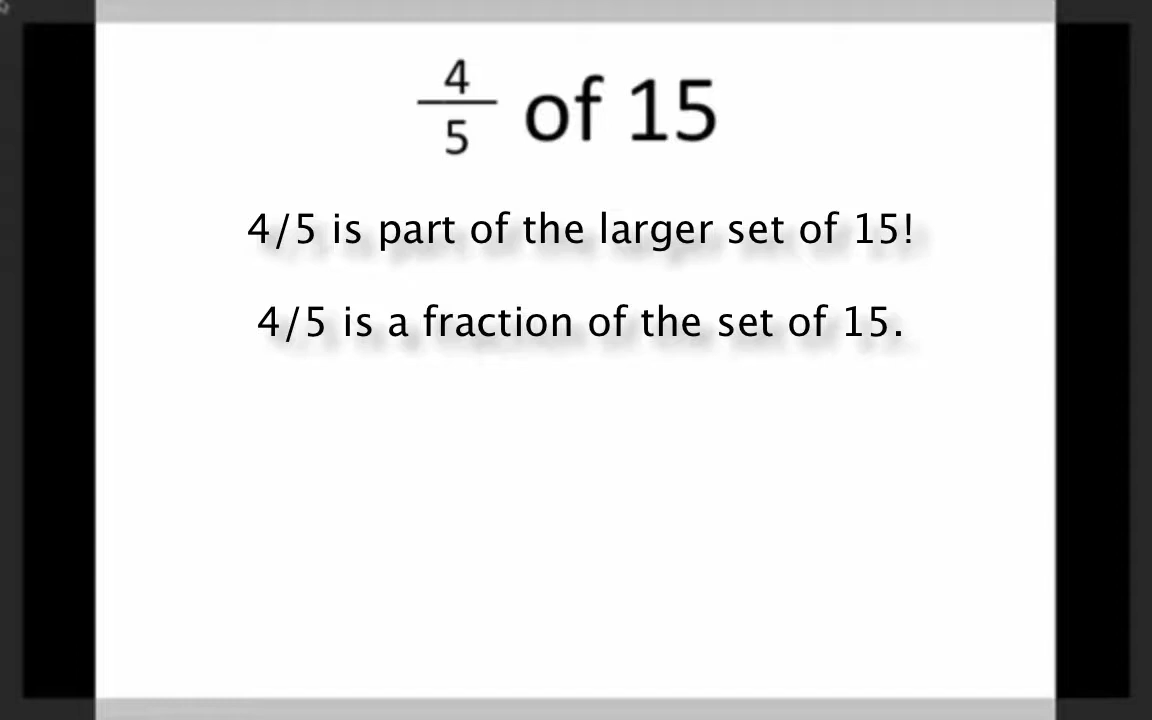 4/5 of 15
4/5 is part of the larger set of 15!
4/5 is a fraction of the set of 15.